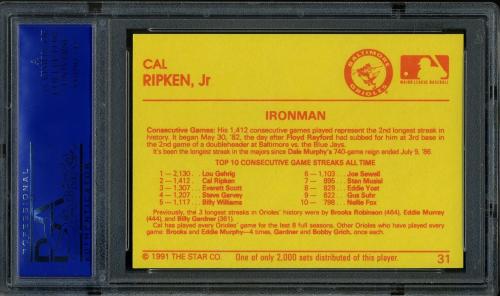 CAL
RIPKEN, Jr
BALTIMORE
ORIOLES
MAJOR LEAGUE BASEBALL
IRONMAN
Consecutive Games: His 1,412 consecutive games played represent the 2nd longest streak in
history. It began May 30, '82, the day after Floyd Rayford had subbed for him at 3rd base
in the 2nd game of a doubleheader at Baltimore vs. the Blue Jays.
It's been the longest streak in the majors since Dale Murphy's 740-game reign ended July 9, '86.
TOP 10 CONSECUTIVE GAME STREAKS ALL TIME
1 — 2,130... Lou Gehrig 6 — 1,103... Joe Sewell
2 — 1,412... Cal Ripken 7 — 895... Stan Musial
3 — 1,307... Everett Scott 8 — 829... Eddie Yost
4 — 1,207... Steve Garvey 9 — 822... Gus Suhr
5 — 1,117... Billy Williams 10 — 798... Nellie Fox
Previously, the 3 longest streaks in Orioles' history were by Brooks Robinson (464), Eddie Murray
(444), and Billy Gardner (361).
Cal has played every Orioles' game for the last 8 full seasons. Other Orioles who have played every
game: Brooks and Eddie Murphy—4 times, Gardner and Bobby Grich, once each.
© 1991 THE STAR CO. One of only 2,000 sets distributed of this player. 31
PSA